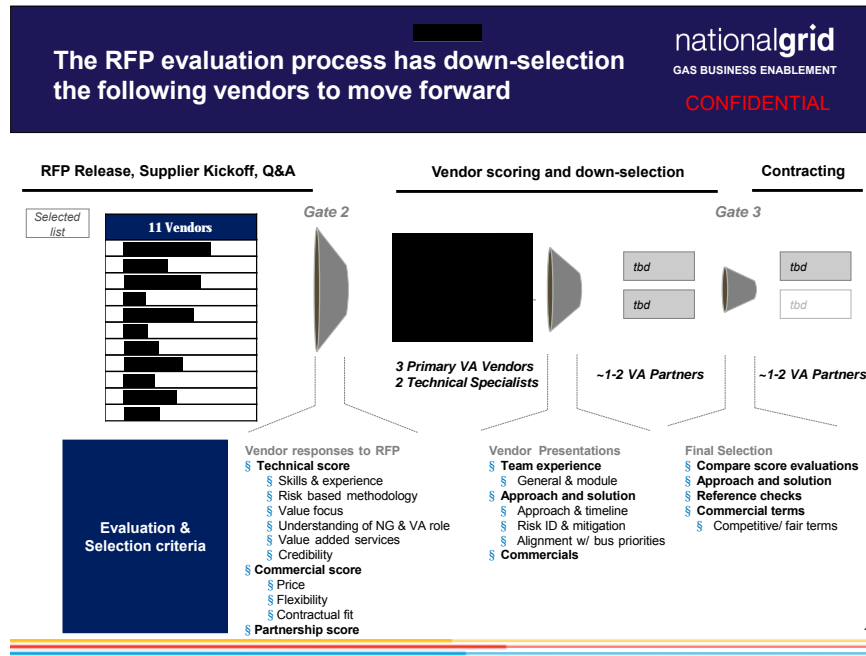 The RFP evaluation process has down-selection
the following vendors to move forward
nationalgrid
GAS BUSINESS ENABLEMENT
CONFIDENTIAL
RFP Release, Supplier Kickoff, Q&A
Vendor scoring and down-selection
Contracting
Selected
list
11 Vendors
Gate 2
Gate 3
tbd
tbd
tbd
tbd
3 Primary VA Vendors
2 Technical Specialists
~1-2 VA Partners
~1-2 VA Partners
Evaluation &
Selection criteria
Vendor responses to RFP
§ Technical score
§ Skills & experience
§ Risk based methodology
§ Value focus
§ Understanding of NG & VA role
§ Value added services
§ Credibility
§ Commercial score
§ Price
§ Flexibility
§ Contractual fit
§ Partnership score
Vendor Presentations
§ Team experience
§ General & module
§ Approach and solution
§ Approach & timeline
§ Risk ID & mitigation
§ Alignment w/ bus priorities
§ Commercials
Final Selection
§ Compare score evaluations
§ Approach and solution
§ Reference checks
§ Commercial terms
§ Competitive/ fair terms